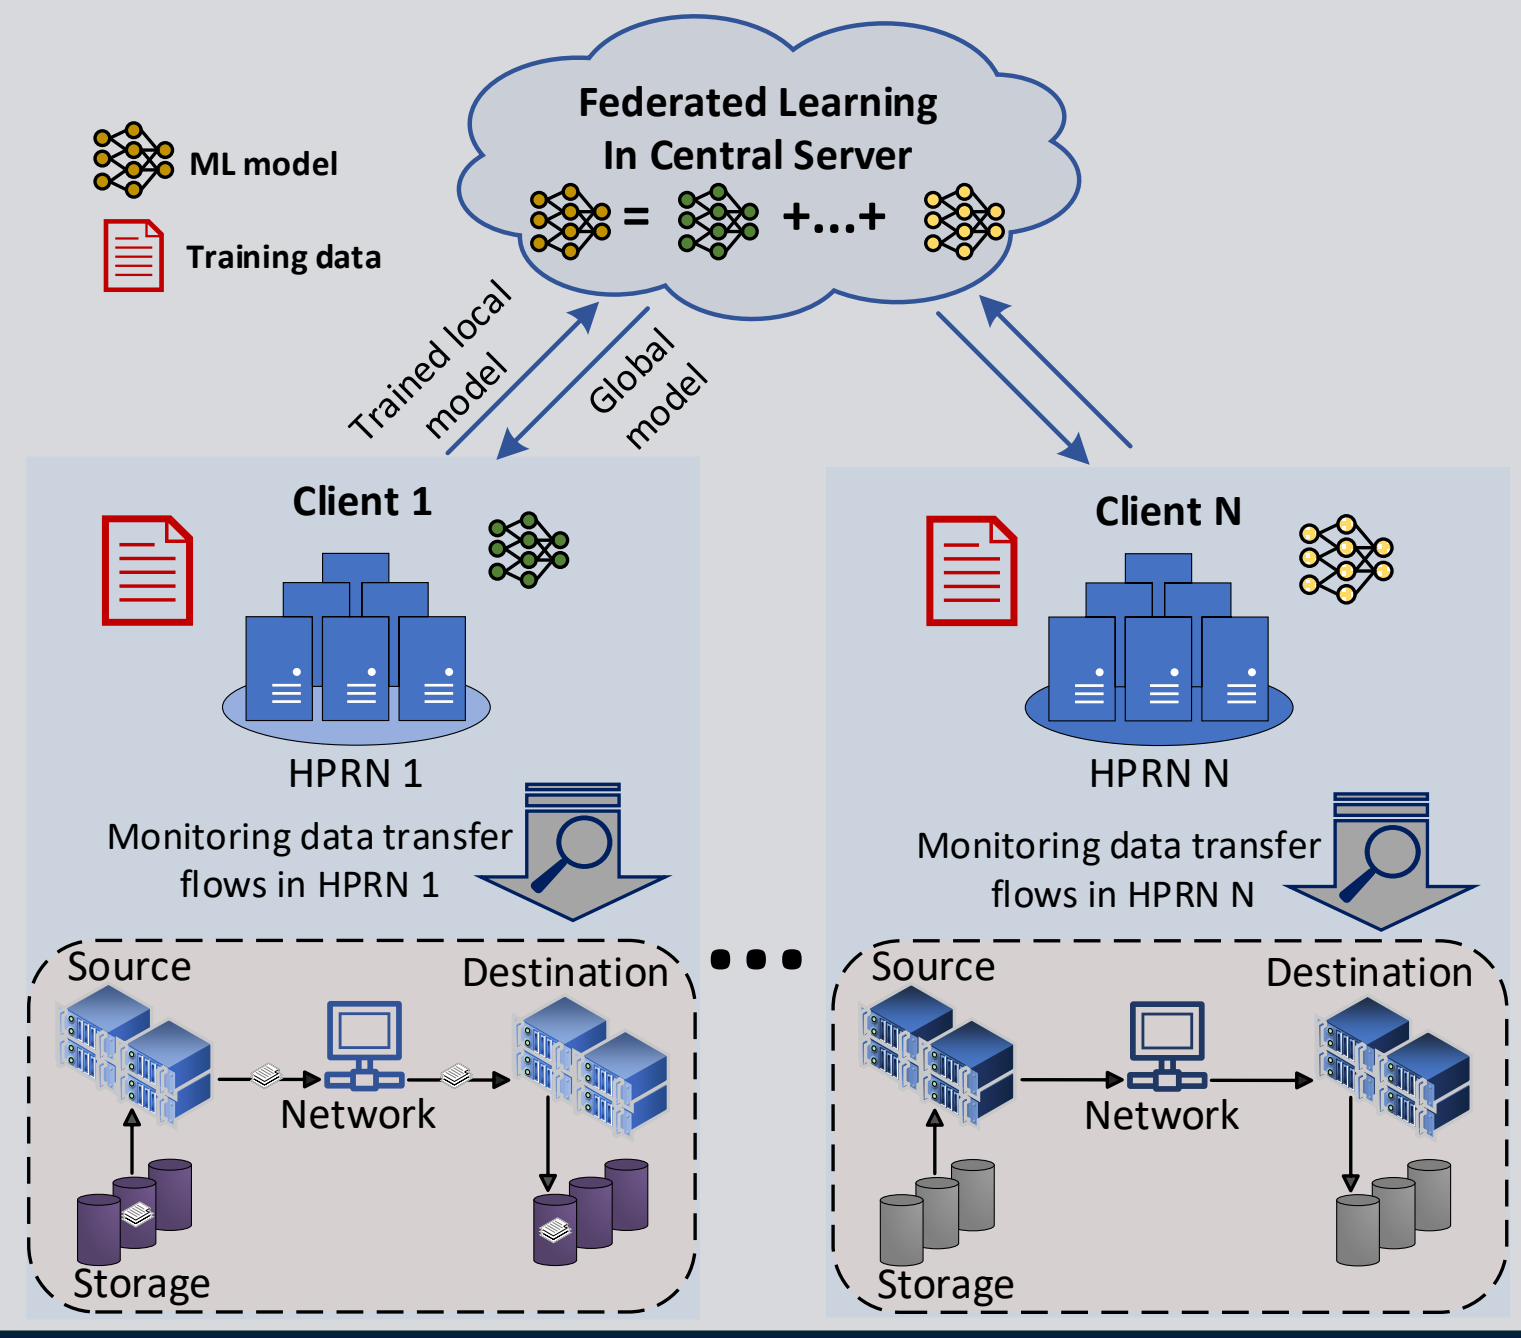 Federated Learning
In Central Server
= +...+
ML model
Training data
Trained local
model
Global
model
Client 1
HPRN 1
Monitoring data transfer
flows in HPRN 1
Source
Destination
Network
Storage
...
Client N
HPRN N
Monitoring data transfer
flows in HPRN N
Source
Destination
Network
Storage